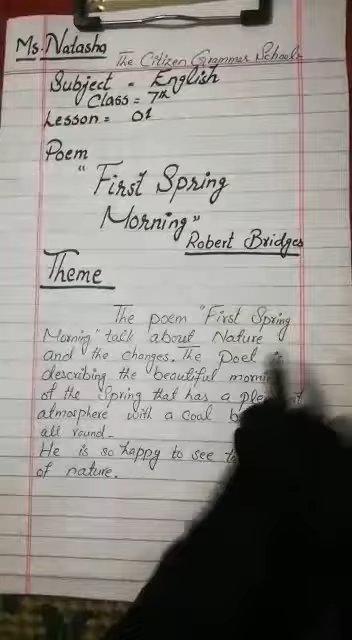 Ms. Natasha The Citizen Grammar School
Subject = English
Class = 7th
Lesson = 01
Poem
"First Spring
Morning"
Robert Bridges
Theme
The poem "First Spring
Morning" talk about Nature
and the changes. The Poet
describing the beautiful
of the Spring that has a
atmosphere with a coal
all round.
He is so happy to see
of nature.